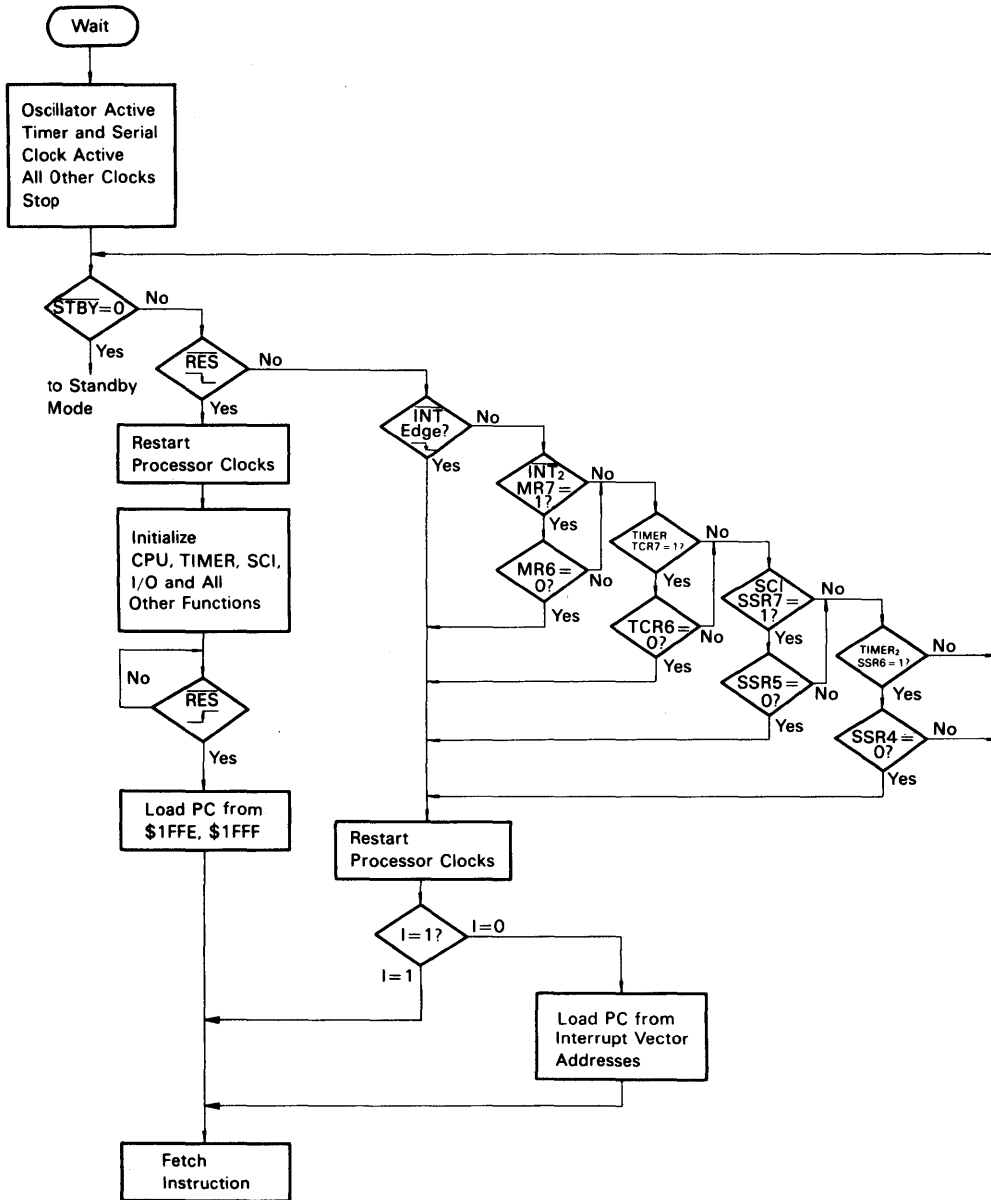 Wait
Oscillator Active
Timer and Serial
Clock Active
All Other Clocks
Stop
STBY=0
No
Yes
to Standby
Mode
RES
No
Yes
Restart
Processor Clocks
Initialize
CPU, TIMER, SCI,
I/O and All
Other Functions
No
RES
Yes
Load PC from
$1FFE, $1FFF
INT
Edge?
No
Yes
INT2
MR7=
1?
No
Yes
MR6=
0?
No
Yes
TIMER
TCR7=1?
No
Yes
TCR6=
0?
No
Yes
SCI
SSR7=
1?
No
Yes
SSR5=
0?
No
Yes
TIMER2
SSR6=1?
No
Yes
SSR4=
0?
No
Yes
Restart
Processor Clocks
I=1?
I=0
I=1
Load PC from
Interrupt Vector
Addresses
Fetch
Instruction